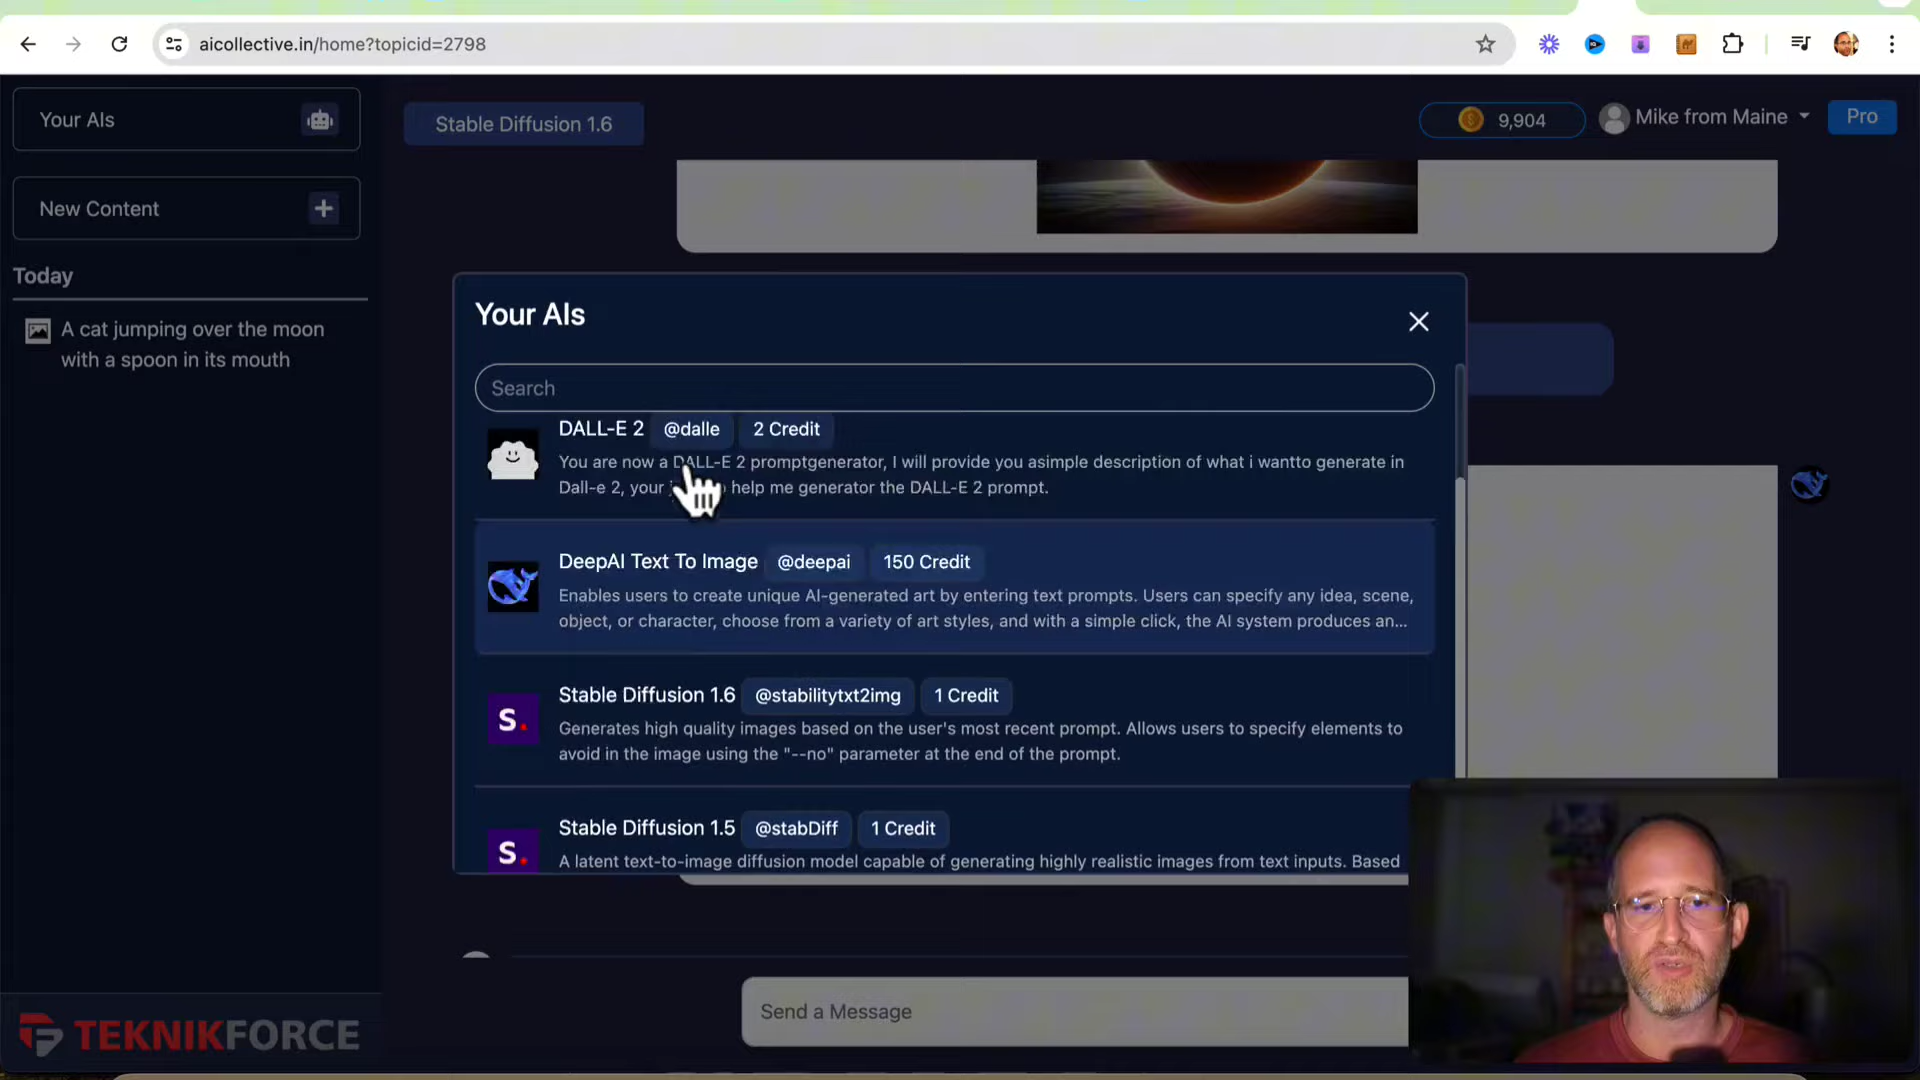 aicollective.in/home?topicid=2798
Your AIs
Stable Diffusion 1.6
9,904
Mike from Maine
Pro
New Content
Today
A cat jumping over the moon
with a spoon in its mouth
Your AIs
Search
DALL-E 2 @dalle 2 Credit
You are now a DALL-E 2 promptgenerator, I will provide you asimple description of what i wantto generate in
Dall-e 2, your help me generator the DALL-E 2 prompt.
DeepAI Text To Image @deepai 150 Credit
Enables users to create unique AI-generated art by entering text prompts. Users can specify any idea, scene,
object, or character, choose from a variety of art styles, and with a simple click, the AI system produces an...
Stable Diffusion 1.6 @stabilitytxt2img 1 Credit
Generates high quality images based on the user's most recent prompt. Allows users to specify elements to
avoid in the image using the "--no" parameter at the end of the prompt.
Stable Diffusion 1.5 @stabDiff 1 Credit
A latent text-to-image diffusion model capable of generating highly realistic images from text inputs. Based
Send a Message
TEKNIKFORCE